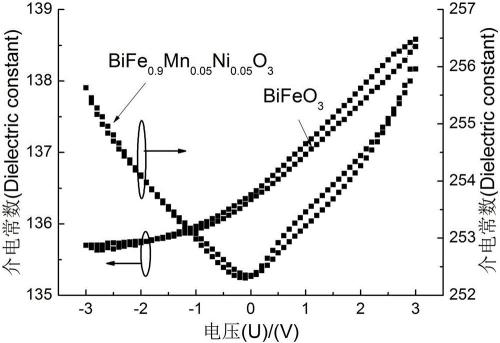 139
138
137
136
135
介电常数(Dielectric constant)
257
256
255
254
253
252
介电常数(Dielectric constant)
BiFe0.9Mn0.05Ni0.05O3
BiFeO3
-3 -2 -1 0 1 2 3
电压(U)/(V)